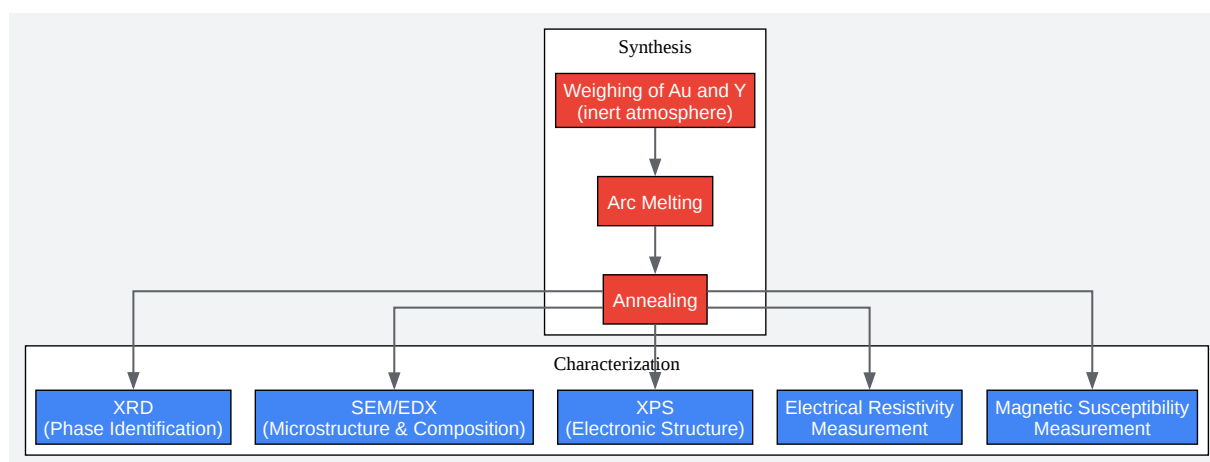 Synthesis
Weighing of Au and Y
(inert atmosphere)
Arc Melting
Annealing
Characterization
XRD
(Phase Identification)
SEM/EDX
(Microstructure & Composition)
XPS
(Electronic Structure)
Electrical Resistivity
Measurement
Magnetic Susceptibility
Measurement